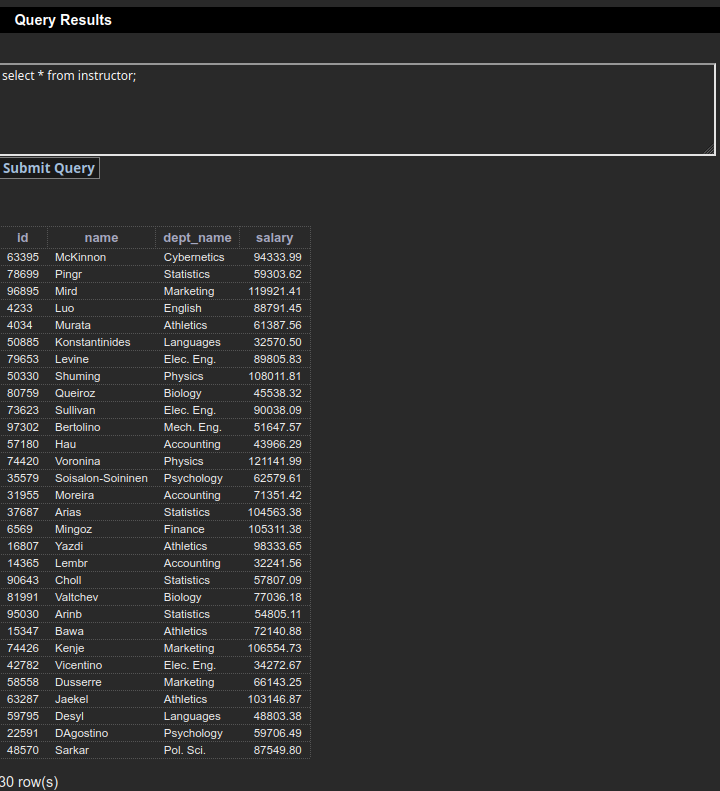 Query Results
select * from instructor;
Submit Query
id name dept_name salary
63395 McKinnon Cybernetics 94333.99
78699 Pingr Statistics 59303.62
96895 Mird Marketing 119921.41
4233 Luo English 88791.45
4034 Murata Athletics 61387.56
50885 Konstantinides Languages 32570.50
79653 Levine Elec. Eng. 89805.83
50330 Shuming Physics 108011.81
80759 Queiroz Biology 45538.32
73623 Sullivan Elec. Eng. 90038.09
97302 Bertolino Mech. Eng. 51647.57
57180 Hau Accounting 43966.29
74420 Voronina Physics 121141.99
35579 Soisalon-Soininen Psychology 62579.61
31955 Moreira Accounting 71351.42
37687 Arias Statistics 104563.38
6569 Mingoz Finance 105311.38
16807 Yazdi Athletics 98333.65
14365 Lembr Accounting 32241.56
90643 Choll Statistics 57807.09
81991 Valtchev Biology 77036.18
95030 Arinb Statistics 54805.11
15347 Bawa Athletics 72140.88
74426 Kenje Marketing 106554.73
42782 Vicentino Elec. Eng. 34272.67
58558 Dusserre Marketing 66143.25
63287 Jaekel Athletics 103146.87
59795 Desyl Languages 48803.38
22591 DAgostino Psychology 59706.49
48570 Sarkar Pol. Sci. 87549.80
30 row(s)